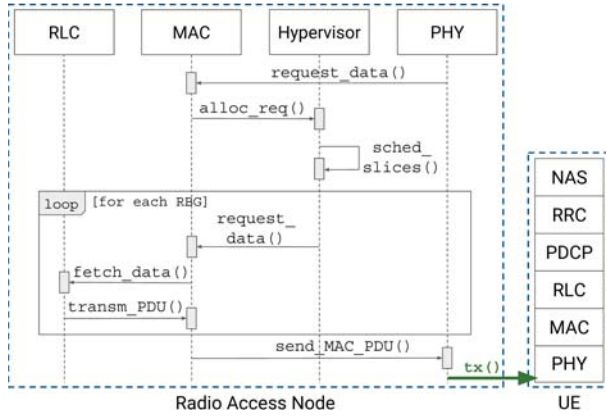 RLC
MAC
Hypervisor
PHY
request_data()
alloc_req()
sched_
slices()
loop
[for each RBG]
request_
data()
fetch_data()
transm_PDU()
send_MAC_PDU()
tx()
Radio Access Node
NAS
RRC
PDCP
RLC
MAC
PHY
UE